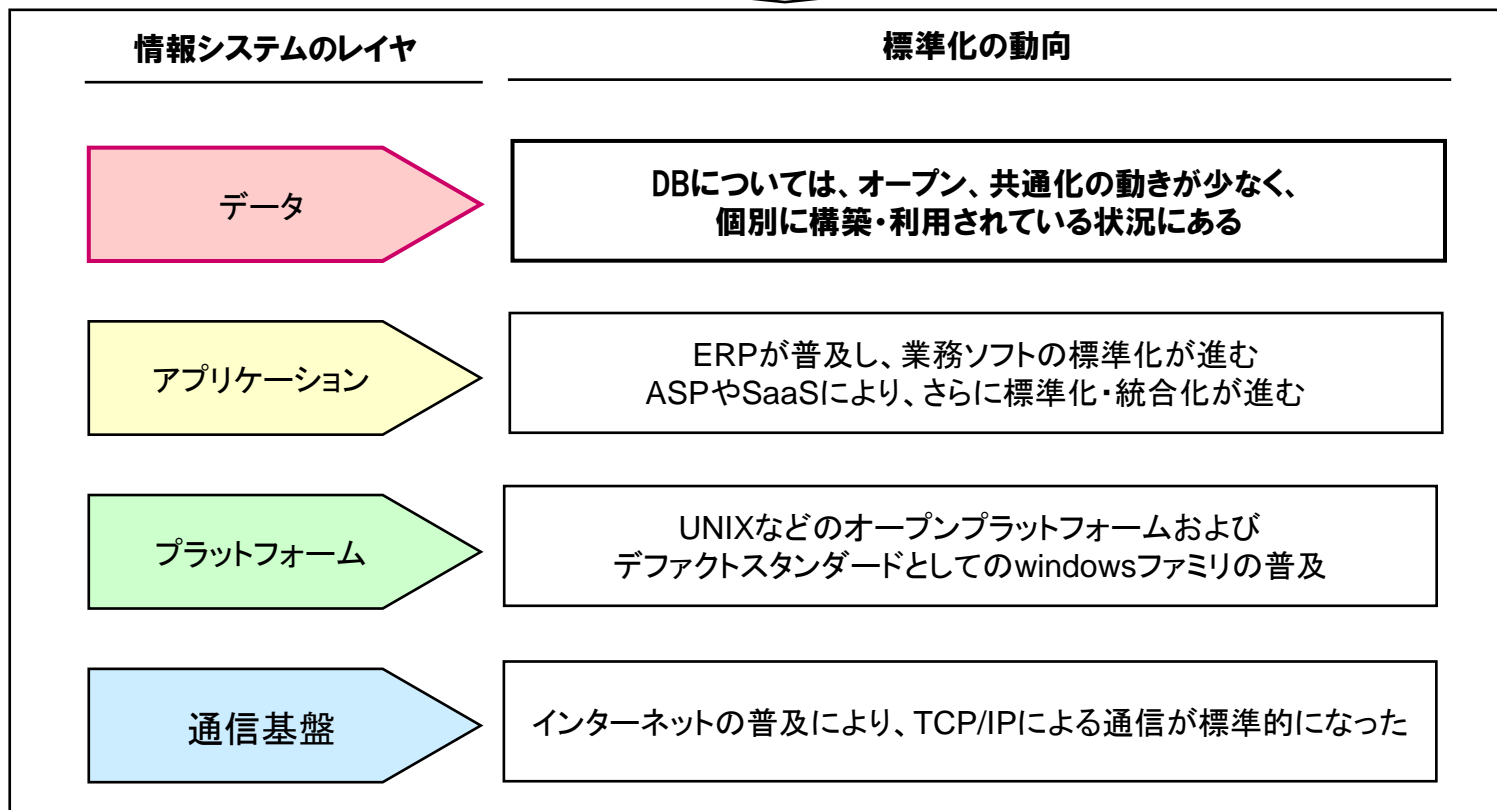 情報システムのレイヤ
標準化の動向
データ
DBについては、オープン、共通化の動きが少なく、
個別に構築・利用されている状況にある
アプリケーション
ERPが普及し、業務ソフトの標準化が進む
ASPやSaaSにより、さらに標準化・統合化が進む
プラットフォーム
UNIXなどのオープンプラットフォームおよび
デファクトスタンダードとしてのwindowsファミリの普及
通信基盤
インターネットの普及により、TCP/IPによる通信が標準的になった